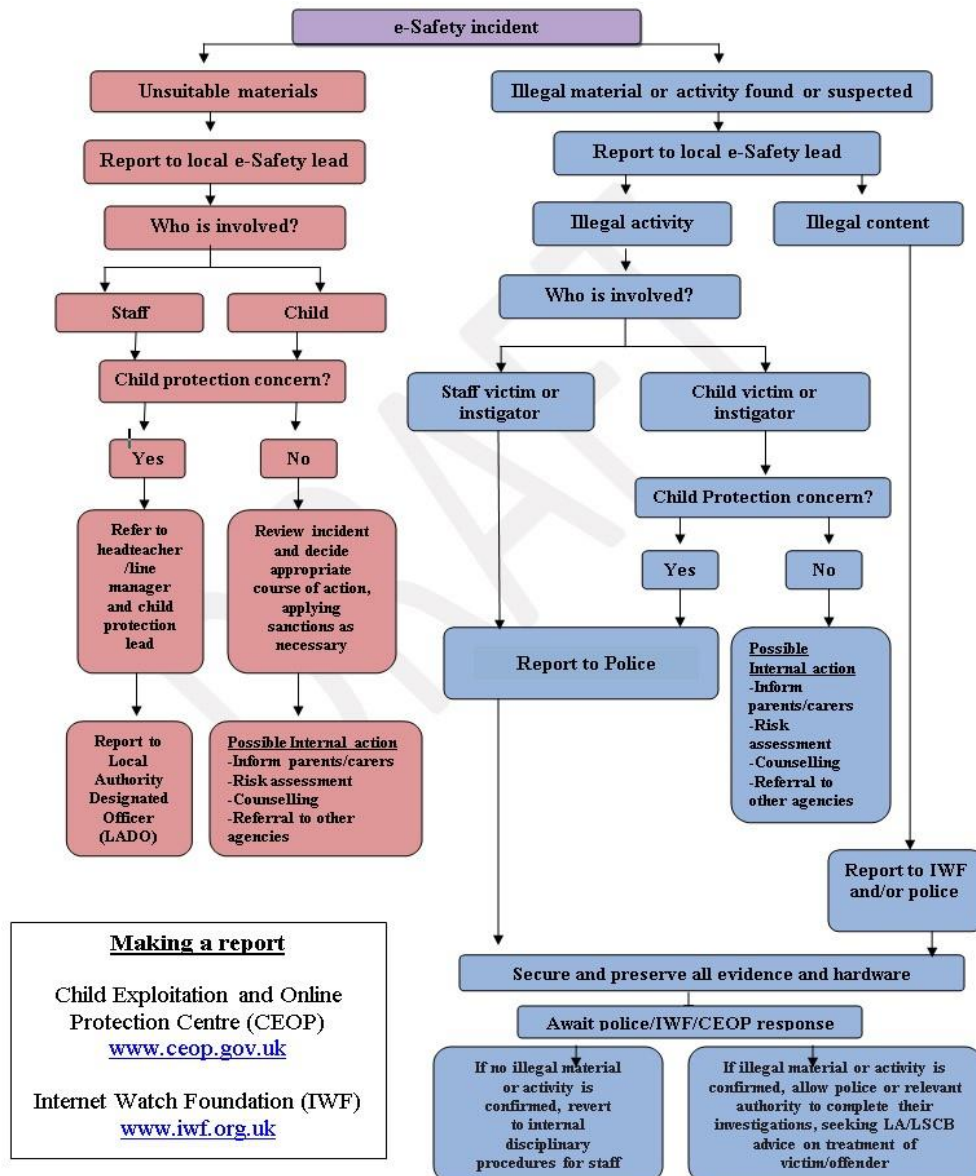 e-Safety incident
Unsuitable materials
Illegal material or activity found or suspected
Report to local e-Safety lead
Report to local e-Safety lead
Who is involved?
Illegal activity
Illegal content
Staff
Child
Who is involved?
Child protection concern?
Staff victim or
instigator
Child victim or
instigator
Yes
No
Child Protection concern?
Refer to
headteacher
/line
manager
and child
protection
lead
Review incident
and decide
appropriate
course of action,
applying
sanctions as
necessary
Yes
No
Report to Police
Possible
Internal action
-Inform
parents/carers
-Risk
assessment
-Counselling
-Referral to
other agencies
Report to
Local
Authority
Designated
Officer
(LADO)
Possible Internal action
-Inform parents/carers
-Risk assessment
-Counselling
-Referral to other
agencies
Report to IWF
and/or police
Making a report
Child Exploitation and Online
Protection Centre (CEOP)
www.ceop.gov.uk
Internet Watch Foundation (IWF)
www.iwf.org.uk
Secure and preserve all evidence and hardware
Await police/IWF/CEOP response
If no illegal material
or activity is
confirmed, revert
to internal
disciplinary
procedures for staff
If illegal material or activity is
confirmed, allow police or relevant
authority to complete their
investigations, seeking LA/LSCB
advice on treatment of
victim/offender
DRAFT